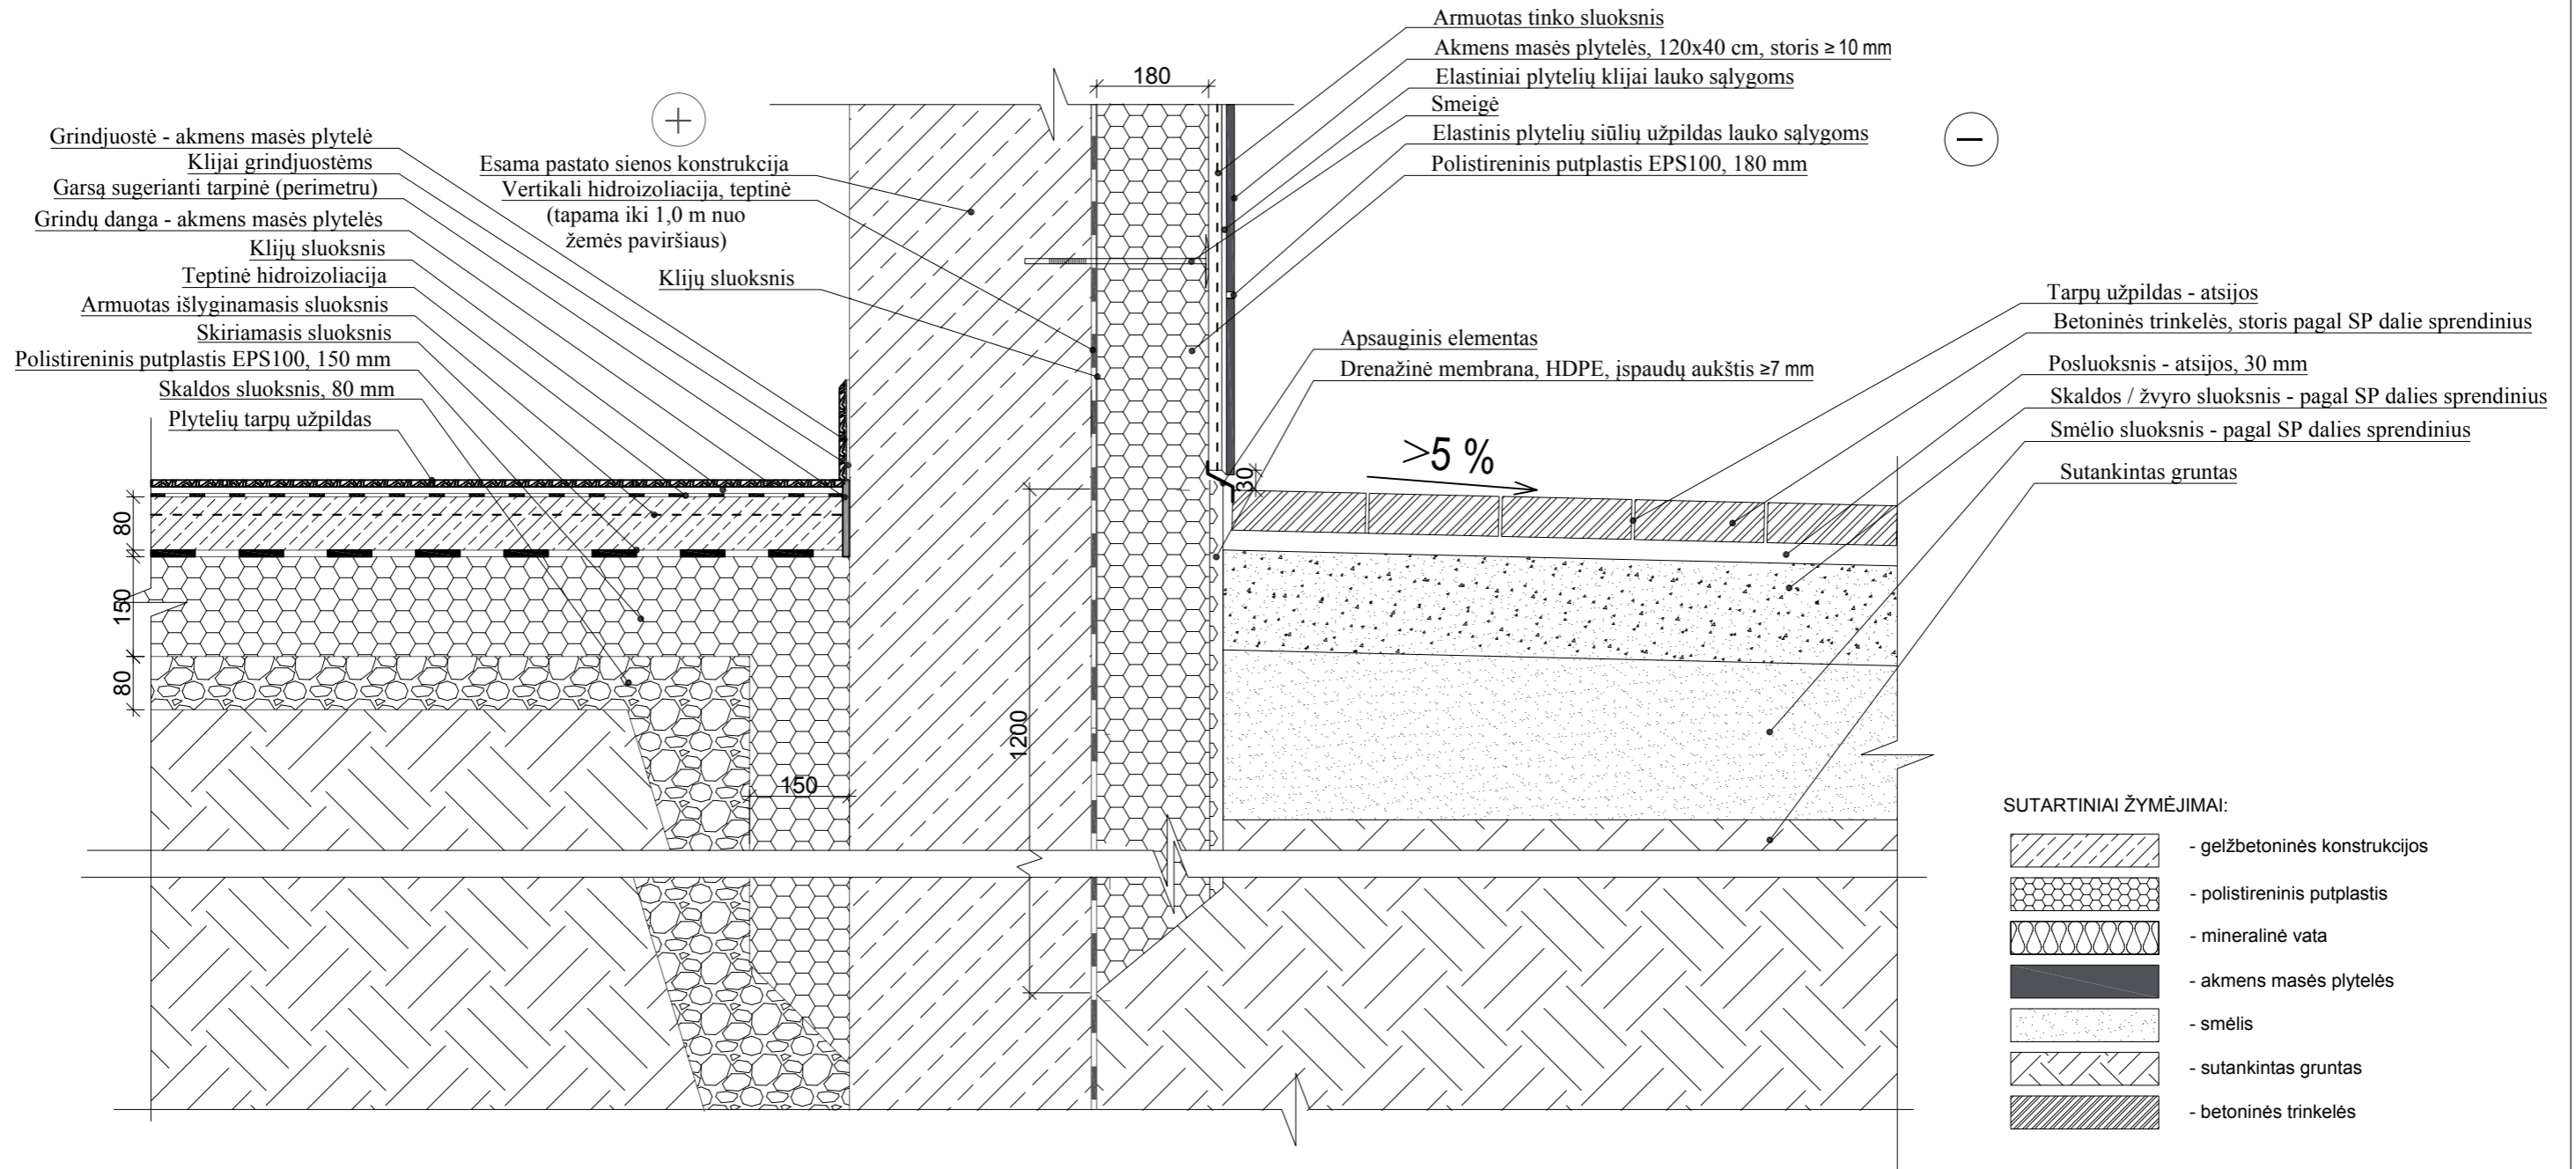 Armuotas tinko sluoksnis
Akmens masės plytelės, 120x40 cm, storis ≥ 10 mm
Elastiniai plytelių klijai lauko sąlygoms
Smeigė
Elastinis plytelių siūlių užpildas lauko sąlygoms
Polistireninis putplastis EPS100, 180 mm
180
+
−
Grindjuostė - akmens masės plytelė
Klijai grindjuostėms
Garsą sugerianti tarpinė (perimetru)
Grindų danga - akmens masės plytelės
Klijų sluoksnis
Teptinė hidroizoliacija
Armuotas išlyginamasis sluoksnis
Skiriamasis sluoksnis
Polistireninis putplastis EPS100, 150 mm
Skaldos sluoksnis, 80 mm
Plytelių tarpų užpildas
Esama pastato sienos konstrukcija
Vertikali hidroizoliacija, teptinė
(tapama iki 1,0 m nuo
žemės paviršiaus)
Klijų sluoksnis
Apsauginis elementas
Drenažinė membrana, HDPE, įspaudų aukštis ≥7 mm
Tarpų užpildas - atsijos
Betoninės trinkelės, storis pagal SP dalie sprendinius
Posluoksnis - atsijos, 30 mm
Skaldos / žvyro sluoksnis - pagal SP dalies sprendinius
Smėlio sluoksnis - pagal SP dalies sprendinius
Sutankintas gruntas
>5 %
30
80
150
80
150
1200
SUTARTINIAI ŽYMĖJIMAI:
- gelžbetoninės konstrukcijos
- polistireninis putplastis
- mineralinė vata
- akmens masės plytelės
- smėlis
- sutankintas gruntas
- betoninės trinkelės